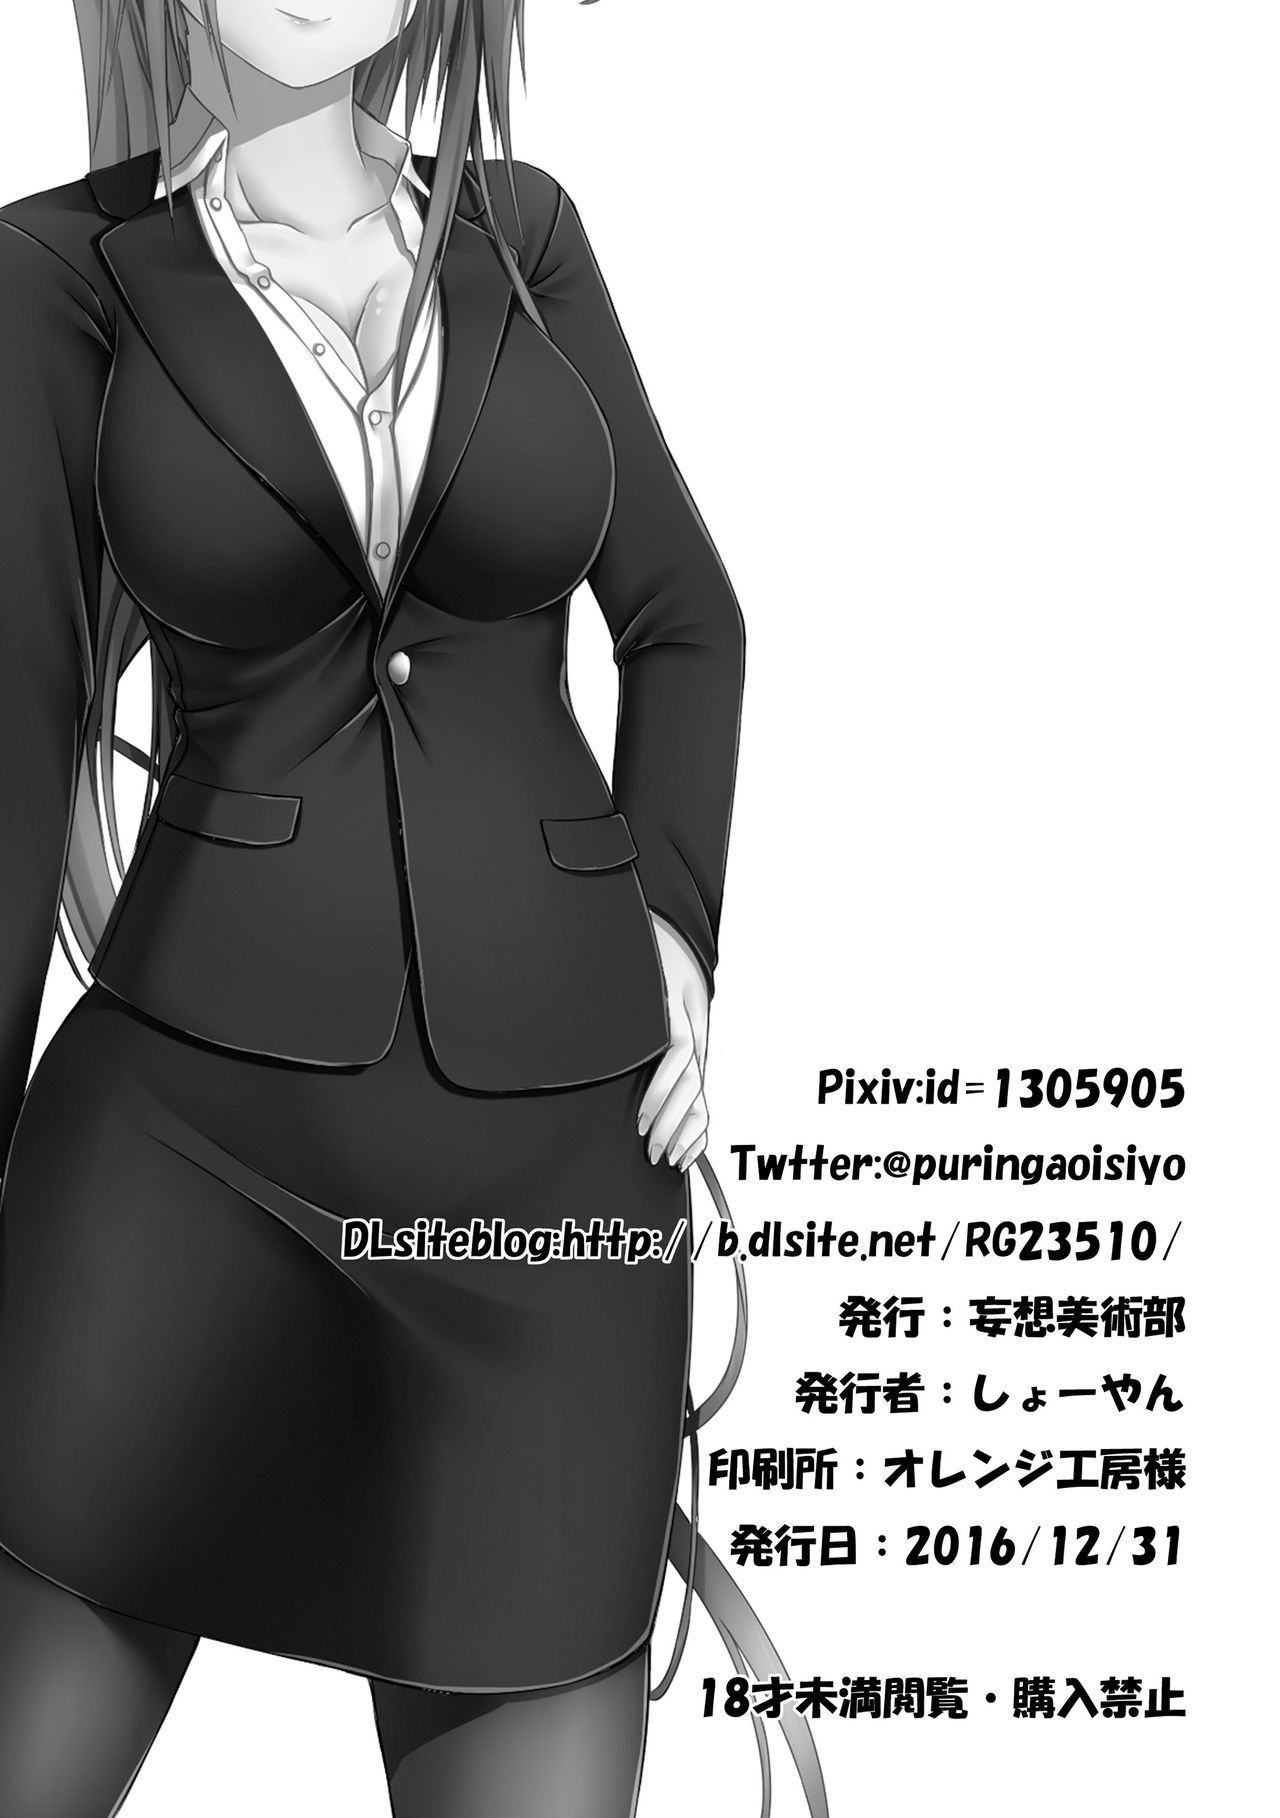 Pixiv:id=1305905
Twtter:@puringaoisiyo
DLsiteblog:http://b.dlsite.net/RG23510/
発行：妄想美術部
発行者：しょーやん
印刷所：オレンジ工房様
発行日：2016/12/31
18才未満閲覧・購入禁止